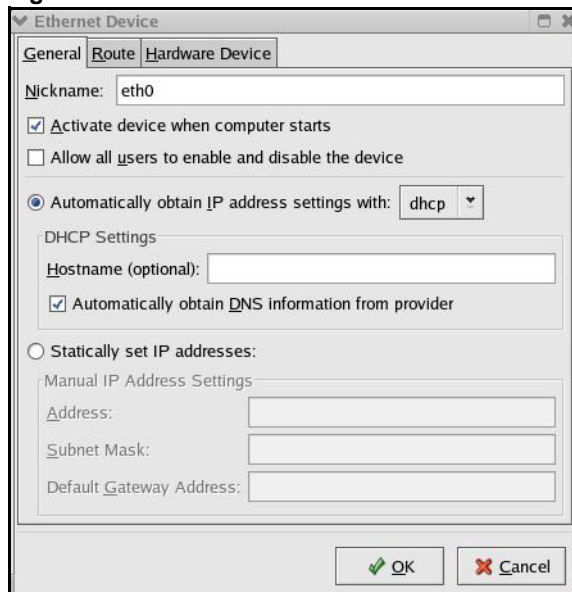 Ethernet Device
General Route Hardware Device
Nickname: eth0
Activate device when computer starts
Allow all users to enable and disable the device
Automatically obtain IP address settings with: dhcp
DHCP Settings
Hostname (optional):
Automatically obtain DNS information from provider
Statically set IP addresses:
Manual IP Address Settings
Address:
Subnet Mask:
Default Gateway Address:
OK Cancel